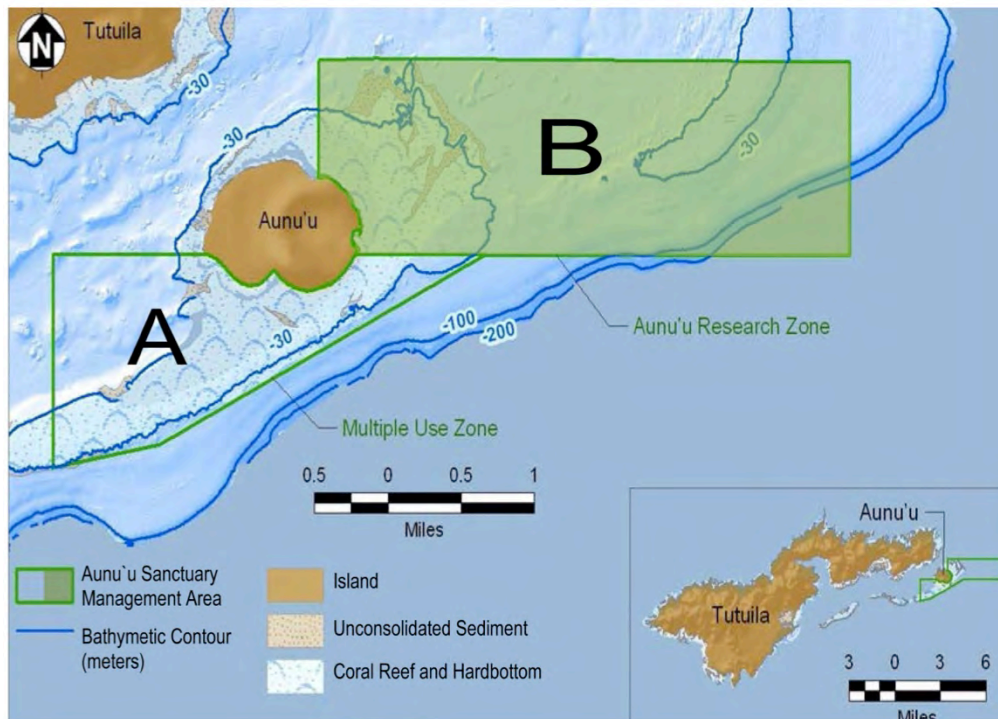 N
Tutuila
-30
-30
B
-30
Aunu'u
A
-30
-100
-200
Aunu'u Research Zone
Multiple Use Zone
0.5 0 0.5 1
Miles
Aunu`u Sanctuary
Management Area
Bathymetic Contour
(meters)
Island
Unconsolidated Sediment
Coral Reef and Hardbottom
Aunu'u
Tutuila
3 0 3 6
Miles